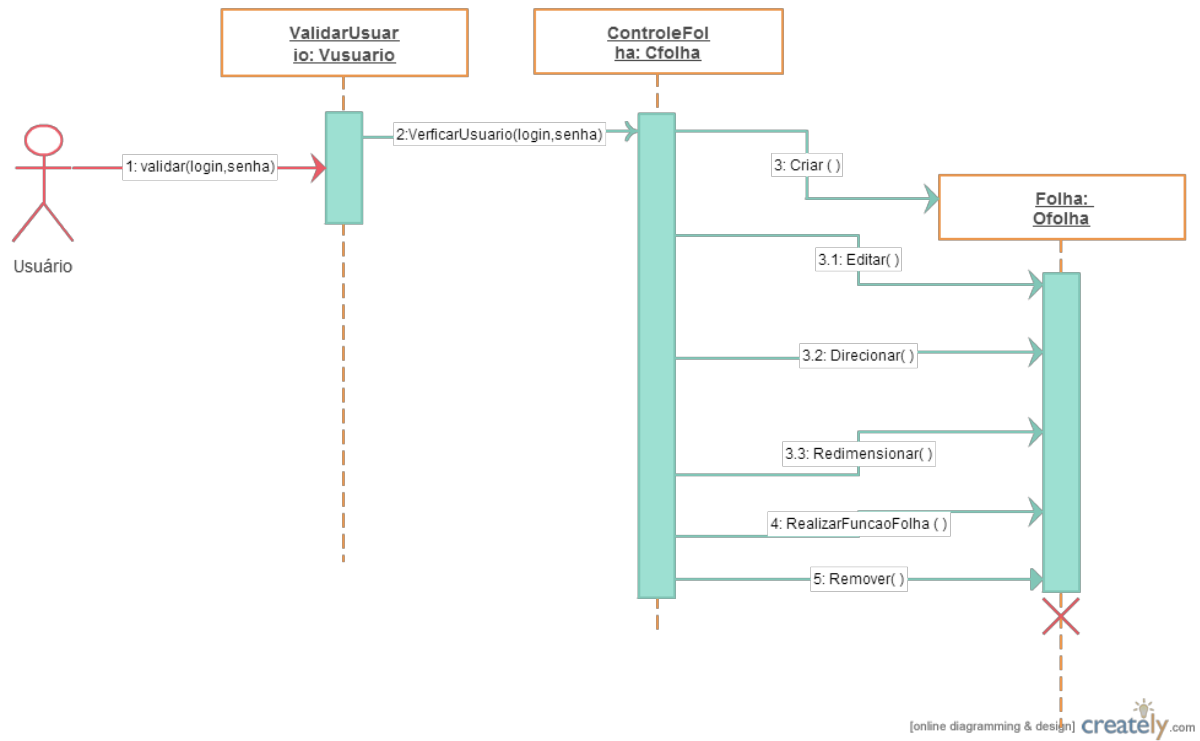 ValidarUsuar
io: Vusuario
ControleFol
ha: Cfolha
1: validar(login,senha)
2:VerficarUsuario(login,senha)
3: Criar ( )
Folha:
Ofolha
Usuário
3.1: Editar( )
3.2: Direcionar( )
3.3: Redimensionar( )
4: RealizarFuncaoFolha ( )
5: Remover( )
[online diagramming & design] creately.com